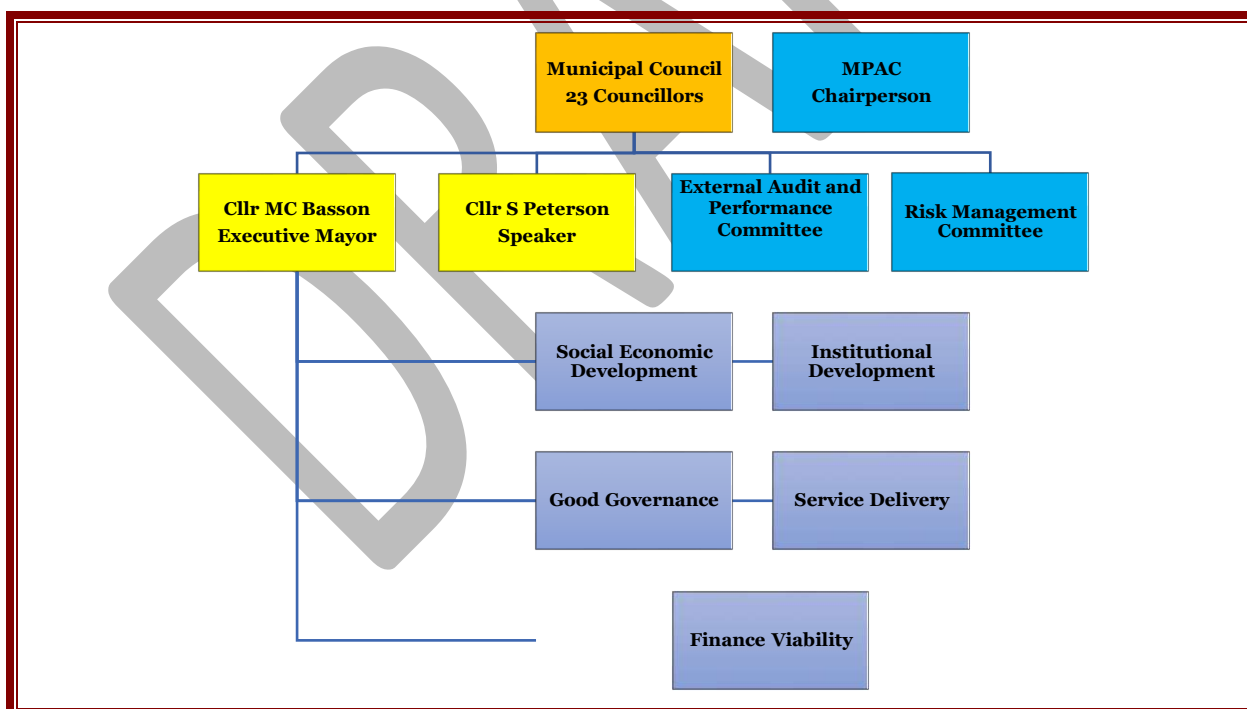 Municipal Council
23 Councillors
MPAC
Chairperson
Cllr MC Basson
Executive Mayor
Cllr S Peterson
Speaker
External Audit and
Performance
Committee
Risk Management
Committee
Social Economic
Development
Institutional
Development
Good Governance
Service Delivery
Finance Viability